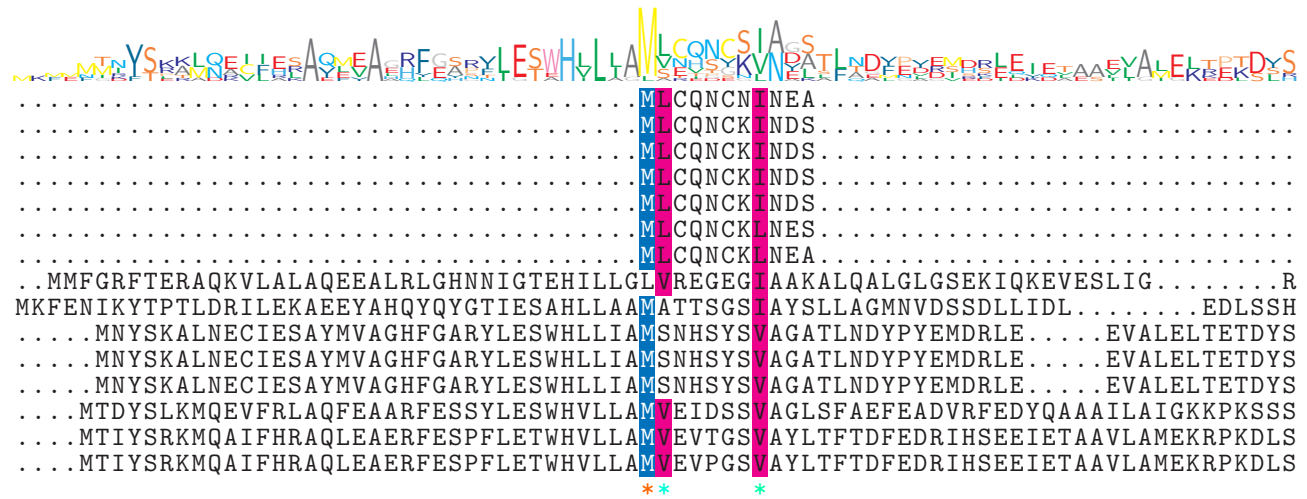 .......................................MLCQNCNINEA..............................
.......................................MLCQNCKINDS..............................
.......................................MLCQNCKINDS..............................
.......................................MLCQNCKINDS..............................
.......................................MLCQNCKINDS..............................
.......................................MLCQNCKLNES..............................
.......................................MLCQNCKLNEA..............................
..MMFGRFTERAQKVLALAQEEALRLGHNNIGTEHILLGLVREGEGIAAKALQALGLGSEKIQKEVESLIG........R
MKFENIKYTPTLDRILEKAEEYAHQYQYGTIESAHLLAAMATTSGSIAYSLLAGMNVDSSDLLIDL........EDLSSH
.....MNYSKALNECIESAYMVAGHFGARYLESWHLLIAMSNHSYSVAGATLNDYPYEMDRLE.....EVALELTETDYS
.....MNYSKALNECIESAYMVAGHFGARYLESWHLLIAMSNHSYSVAGATLNDYPYEMDRLE.....EVALELTETDYS
.....MNYSKALNECIESAYMVAGHFGARYLESWHLLIAMSNHSYSVAGATLNDYPYEMDRLE.....EVALELTETDYS
....MTDYSLKMQEVFRLAQFEAARFESSYLESWHVLLAMVEIDSSVAGLSFAEFEADVRFEDYQAAAILAIGKKPKSSS
....MTIYSRKMQAIFHRAQLEAERFESPFLETWHVLLAMVEVTGSVAYLTFTDFEDRIHSEEIETAAVLAMEKRPKDLS
....MTIYSRKMQAIFHRAQLEAERFESPFLETWHVLLAMVEVPGSVAYLTFTDFEDRIHSEEIETAAVLAMEKRPKDLS
** *